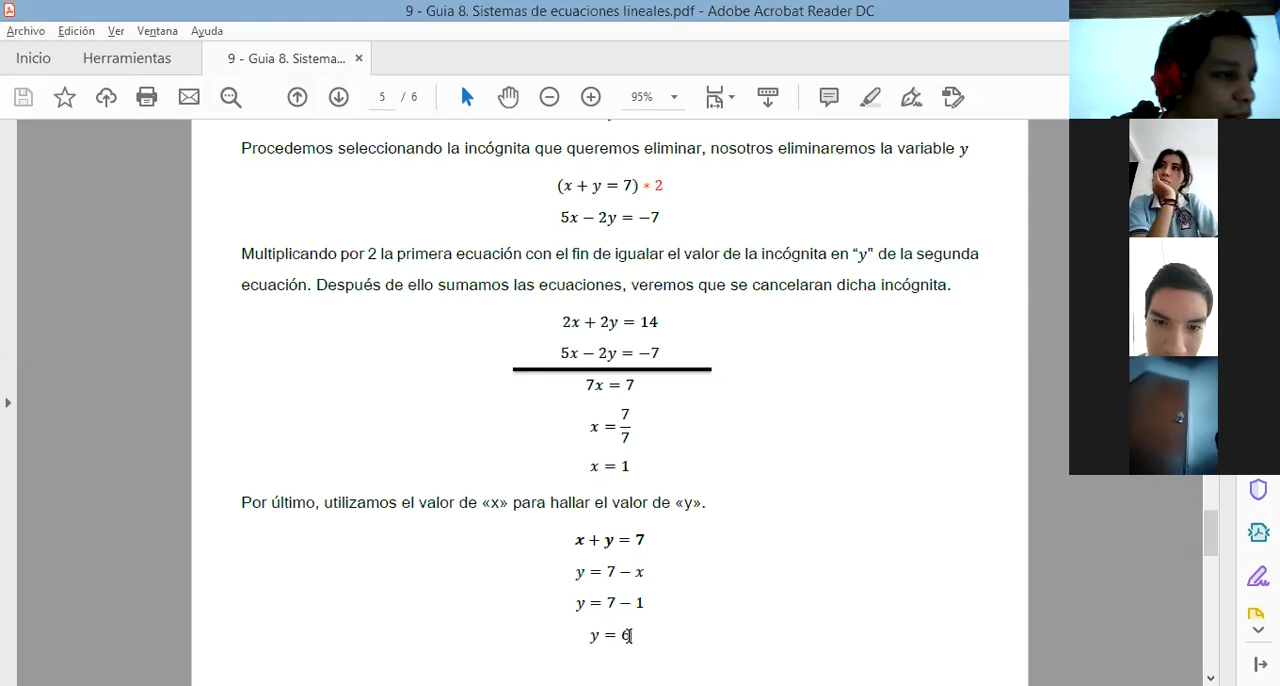 9 - Guia 8. Sistemas de ecuaciones lineales.pdf - Adobe Acrobat Reader DC
Archivo Edición Ver Ventana Ayuda
Inicio Herramientas 9 - Guia 8. Sistema... ×
5 / 6 95%
Procedemos seleccionando la incógnita que queremos eliminar, nosotros eliminaremos la variable y
(x + y = 7) * 2
5x − 2y = −7
Multiplicando por 2 la primera ecuación con el fin de igualar el valor de la incógnita en “y” de la segunda
ecuación. Después de ello sumamos las ecuaciones, veremos que se cancelaran dicha incógnita.
2x + 2y = 14
5x − 2y = −7
7x = 7
x = 7/7
x = 1
Por último, utilizamos el valor de «x» para hallar el valor de «y».
x + y = 7
y = 7 − x
y = 7 − 1
y = 6